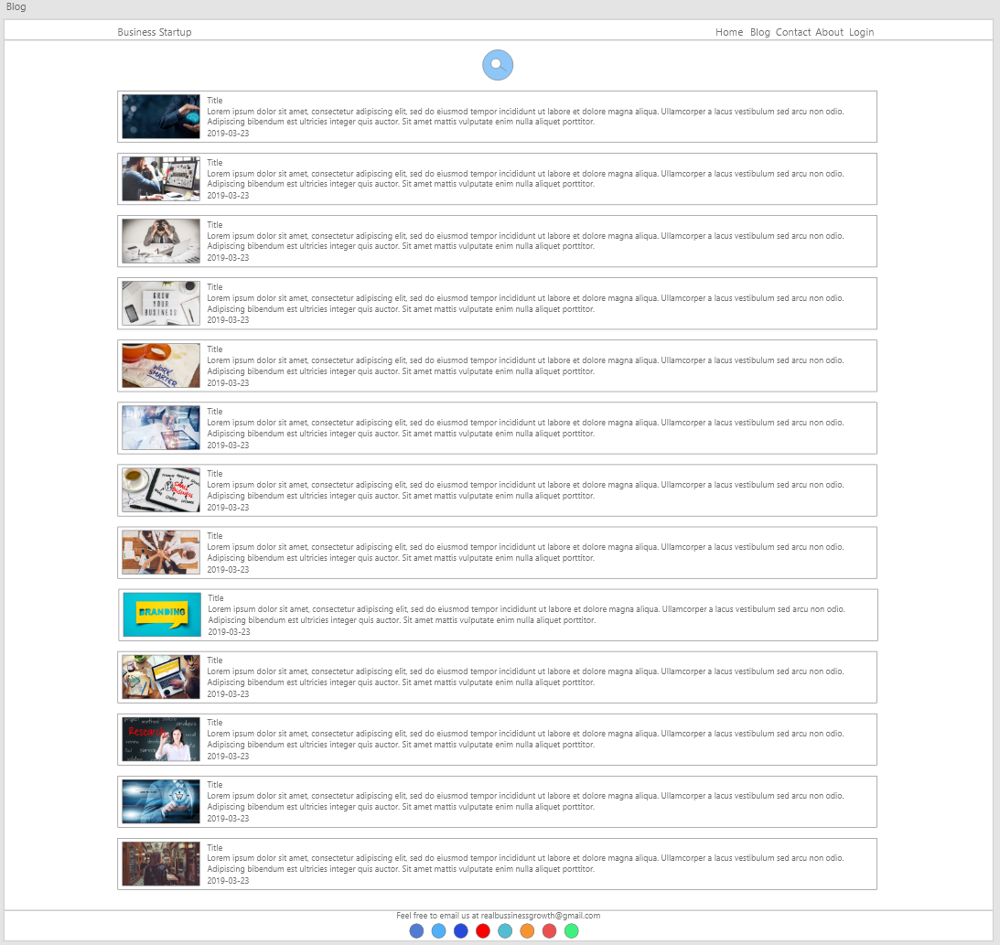 Blog
Business Startup
Home Blog Contact About Login
Title
Lorem ipsum dolor sit amet, consectetur adipiscing elit, sed do eiusmod tempor incididunt ut labore et dolore magna aliqua. Ullamcorper a lacus vestibulum sed arcu non odio.
Adipiscing bibendum est ultricies integer quis auctor. Sit amet mattis vulputate enim nulla aliquet porttitor.
2019-03-23
Title
Lorem ipsum dolor sit amet, consectetur adipiscing elit, sed do eiusmod tempor incididunt ut labore et dolore magna aliqua. Ullamcorper a lacus vestibulum sed arcu non odio.
Adipiscing bibendum est ultricies integer quis auctor. Sit amet mattis vulputate enim nulla aliquet porttitor.
2019-03-23
Title
Lorem ipsum dolor sit amet, consectetur adipiscing elit, sed do eiusmod tempor incididunt ut labore et dolore magna aliqua. Ullamcorper a lacus vestibulum sed arcu non odio.
Adipiscing bibendum est ultricies integer quis auctor. Sit amet mattis vulputate enim nulla aliquet porttitor.
2019-03-23
GROW
YOUR
BUSINESS
Title
Lorem ipsum dolor sit amet, consectetur adipiscing elit, sed do eiusmod tempor incididunt ut labore et dolore magna aliqua. Ullamcorper a lacus vestibulum sed arcu non odio.
Adipiscing bibendum est ultricies integer quis auctor. Sit amet mattis vulputate enim nulla aliquet porttitor.
2019-03-23
WORK
SMARTER
Title
Lorem ipsum dolor sit amet, consectetur adipiscing elit, sed do eiusmod tempor incididunt ut labore et dolore magna aliqua. Ullamcorper a lacus vestibulum sed arcu non odio.
Adipiscing bibendum est ultricies integer quis auctor. Sit amet mattis vulputate enim nulla aliquet porttitor.
2019-03-23
Title
Lorem ipsum dolor sit amet, consectetur adipiscing elit, sed do eiusmod tempor incididunt ut labore et dolore magna aliqua. Ullamcorper a lacus vestibulum sed arcu non odio.
Adipiscing bibendum est ultricies integer quis auctor. Sit amet mattis vulputate enim nulla aliquet porttitor.
2019-03-23
Title
Lorem ipsum dolor sit amet, consectetur adipiscing elit, sed do eiusmod tempor incididunt ut labore et dolore magna aliqua. Ullamcorper a lacus vestibulum sed arcu non odio.
Adipiscing bibendum est ultricies integer quis auctor. Sit amet mattis vulputate enim nulla aliquet porttitor.
2019-03-23
Title
Lorem ipsum dolor sit amet, consectetur adipiscing elit, sed do eiusmod tempor incididunt ut labore et dolore magna aliqua. Ullamcorper a lacus vestibulum sed arcu non odio.
Adipiscing bibendum est ultricies integer quis auctor. Sit amet mattis vulputate enim nulla aliquet porttitor.
2019-03-23
BRANDING
Title
Lorem ipsum dolor sit amet, consectetur adipiscing elit, sed do eiusmod tempor incididunt ut labore et dolore magna aliqua. Ullamcorper a lacus vestibulum sed arcu non odio.
Adipiscing bibendum est ultricies integer quis auctor. Sit amet mattis vulputate enim nulla aliquet porttitor.
2019-03-23
Title
Lorem ipsum dolor sit amet, consectetur adipiscing elit, sed do eiusmod tempor incididunt ut labore et dolore magna aliqua. Ullamcorper a lacus vestibulum sed arcu non odio.
Adipiscing bibendum est ultricies integer quis auctor. Sit amet mattis vulputate enim nulla aliquet porttitor.
2019-03-23
Research
Title
Lorem ipsum dolor sit amet, consectetur adipiscing elit, sed do eiusmod tempor incididunt ut labore et dolore magna aliqua. Ullamcorper a lacus vestibulum sed arcu non odio.
Adipiscing bibendum est ultricies integer quis auctor. Sit amet mattis vulputate enim nulla aliquet porttitor.
2019-03-23
Title
Lorem ipsum dolor sit amet, consectetur adipiscing elit, sed do eiusmod tempor incididunt ut labore et dolore magna aliqua. Ullamcorper a lacus vestibulum sed arcu non odio.
Adipiscing bibendum est ultricies integer quis auctor. Sit amet mattis vulputate enim nulla aliquet porttitor.
2019-03-23
Title
Lorem ipsum dolor sit amet, consectetur adipiscing elit, sed do eiusmod tempor incididunt ut labore et dolore magna aliqua. Ullamcorper a lacus vestibulum sed arcu non odio.
Adipiscing bibendum est ultricies integer quis auctor. Sit amet mattis vulputate enim nulla aliquet porttitor.
2019-03-23
Feel free to email us at realbussinessgrowth@gmail.com